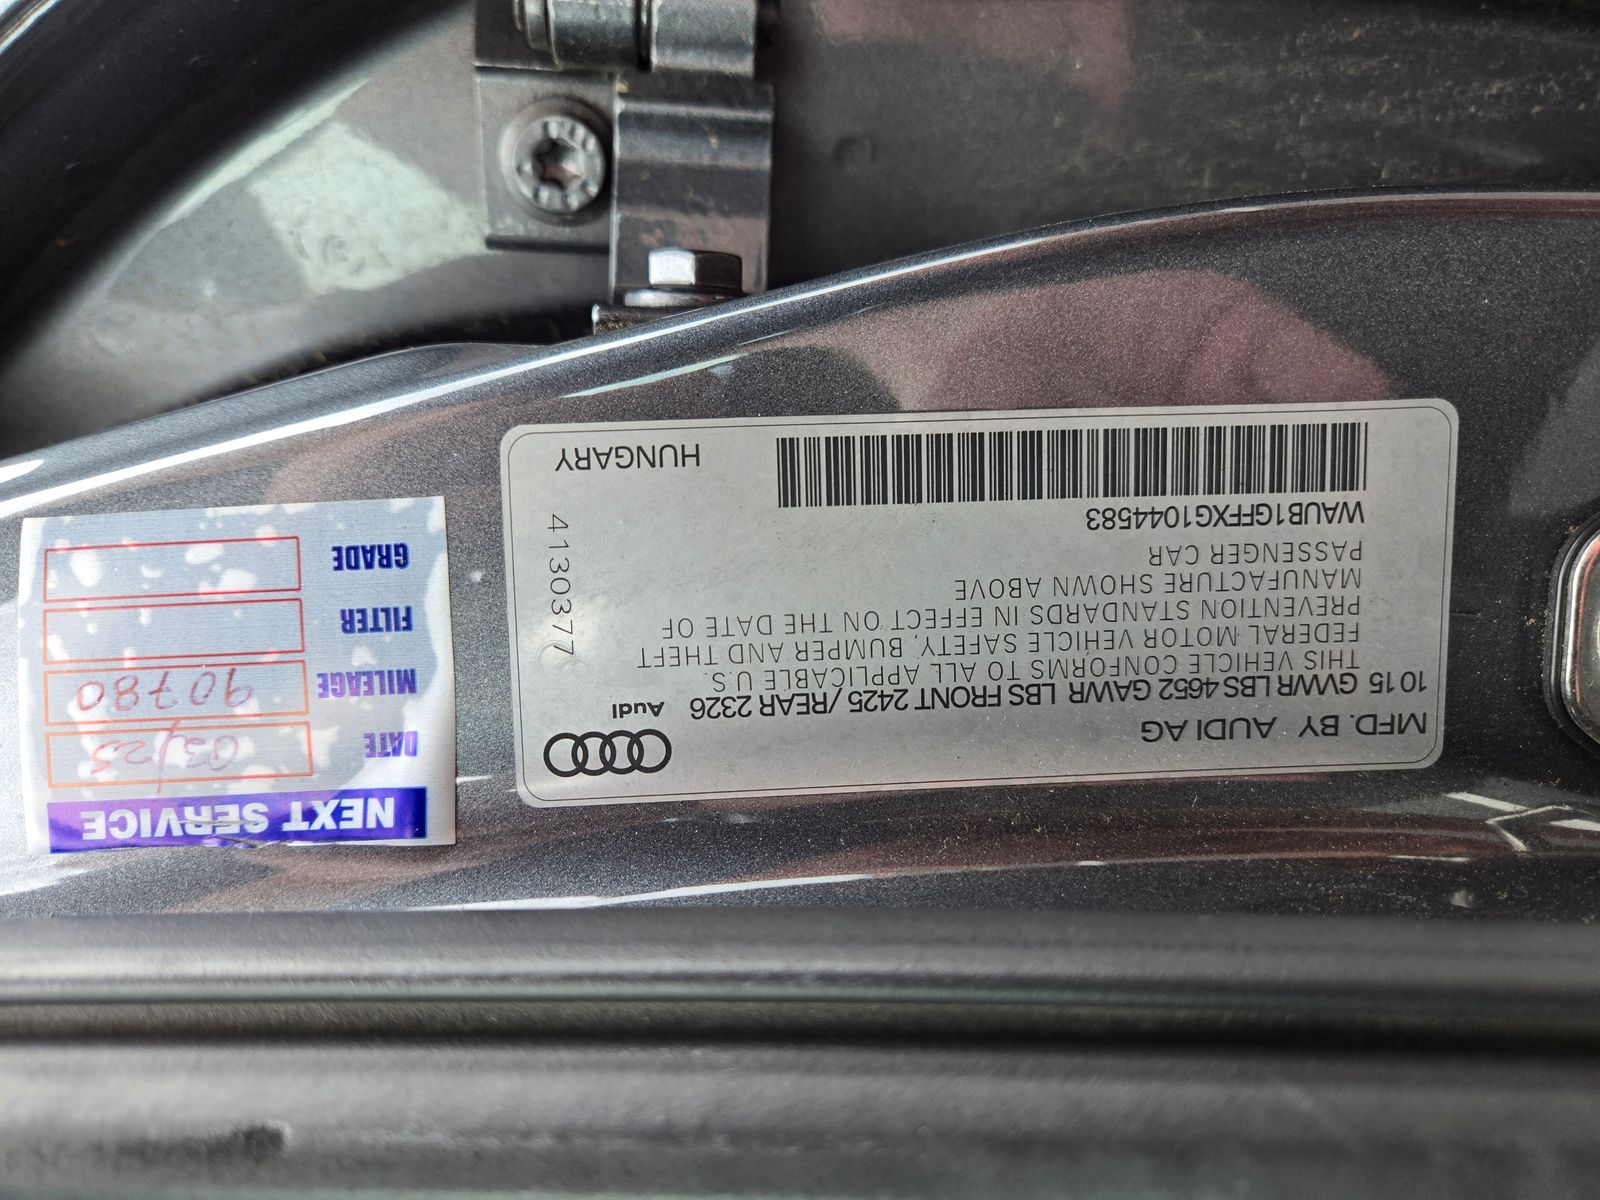 MFD. BY AUDI AG
10 15 GVWR LBS 4652 GAWR LBS FRONT 2425 /REAR 2326
Audi
THIS VEHICLE CONFORMS TO ALL APPLICABLE U.S.
FEDERAL MOTOR VEHICLE SAFETY, BUMPER AND THEFT
PREVENTION STANDARDS IN EFFECT ON THE DATE OF
MANUFACTURE SHOWN ABOVE
PASSENGER CAR
WAUB1GFFXG1044583
HUNGARY
NEXT SERVICE
DATE 03/25
MILEAGE 90780
FILTER
GRADE